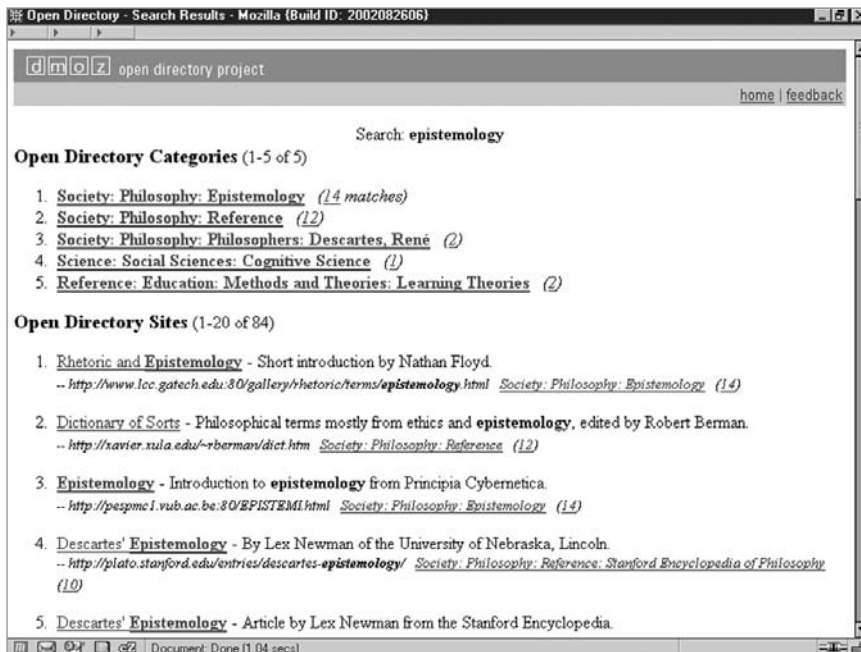 Open Directory - Search Results - Mozilla {Build ID: 2002082606}
dmoz open directory project
home | feedback
Search: epistemology
Open Directory Categories (1-5 of 5)
1. Society: Philosophy: Epistemology (14 matches)
2. Society: Philosophy: Reference (12)
3. Society: Philosophy: Philosophers: Descartes, René (2)
4. Science: Social Sciences: Cognitive Science (1)
5. Reference: Education: Methods and Theories: Learning Theories (2)
Open Directory Sites (1-20 of 84)
1. Rhetoric and Epistemology - Short introduction by Nathan Floyd.
-- http://www.lcc.gatech.edu:80/gallery/rhetoric/terms/epistemology.html Society: Philosophy: Epistemology (14)
2. Dictionary of Sorts - Philosophical terms mostly from ethics and epistemology, edited by Robert Berman.
-- http://xavier.xula.edu/~rberman/dict.htm Society: Philosophy: Reference (12)
3. Epistemology - Introduction to epistemology from Principia Cybernetica.
-- http://pespmc1.vub.ac.be:80/EPISTEMI.html Society: Philosophy: Epistemology (14)
4. Descartes' Epistemology - By Lex Newman of the University of Nebraska, Lincoln.
-- http://plato.stanford.edu/entries/descartes-epistemology/ Society: Philosophy: Reference: Stanford Encyclopedia of Philosophy
(10)
5. Descartes' Epistemology - Article by Lex Newman from the Stanford Encyclopedia.
Document: Done (1.04 secs)